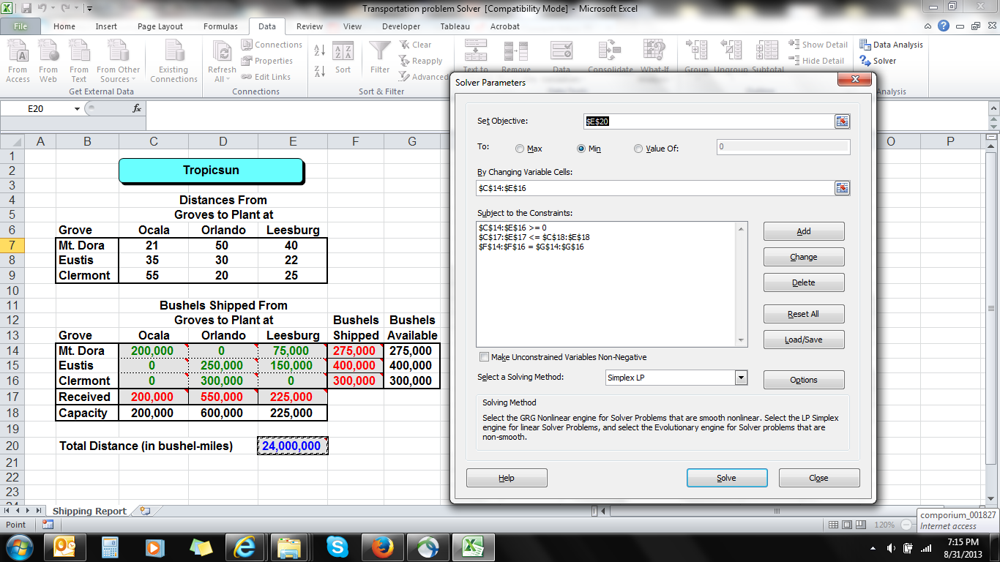 Transportation problem Solver [Compatibility Mode] - Microsoft Excel
File Home Insert Page Layout Formulas Data Review View Developer Tableau Acrobat
From Access
From Web
From Text
From Other Sources
Existing Connections
Get External Data
Refresh All
Connections
Properties
Edit Links
Connections
Sort
Filter
Clear
Reapply
Advanced
Sort & Filter
Text to
Remove
Data
Consolidate
What-If
Group
Ungroup
Subtotal
Show Detail
Hide Detail
Data Analysis
Solver
Analysis
E20
fx
A B C D E F G O P
1
2 Tropicsun
3
4 Distances From
5 Groves to Plant at
6 Grove Ocala Orlando Leesburg
7 Mt. Dora 21 50 40
8 Eustis 35 30 22
9 Clermont 55 20 25
10
11 Bushels Shipped From
12 Groves to Plant at Bushels Bushels
13 Grove Ocala Orlando Leesburg Shipped Available
14 Mt. Dora 200,000 0 75,000 275,000 275,000
15 Eustis 0 250,000 150,000 400,000 400,000
16 Clermont 0 300,000 0 300,000 300,000
17 Received 200,000 550,000 225,000
18 Capacity 200,000 600,000 225,000
19
20 Total Distance (in bushel-miles) 24,000,000
21
22
23
Shipping Report
Point
120%
Solver Parameters
Set Objective: $E$20
To: Max Min Value Of: 0
By Changing Variable Cells:
$C$14:$E$16
Subject to the Constraints:
$C$14:$E$16 >= 0
$C$17:$E$17 <= $C$18:$E$18
$F$14:$F$16 = $G$14:$G$16
Add
Change
Delete
Reset All
Load/Save
Make Unconstrained Variables Non-Negative
Select a Solving Method: Simplex LP
Options
Solving Method
Select the GRG Nonlinear engine for Solver Problems that are smooth nonlinear. Select the LP Simplex
engine for linear Solver Problems, and select the Evolutionary engine for Solver problems that are
non-smooth.
Help
Solve
Close
comporium_001827
Internet access
7:15 PM
8/31/2013